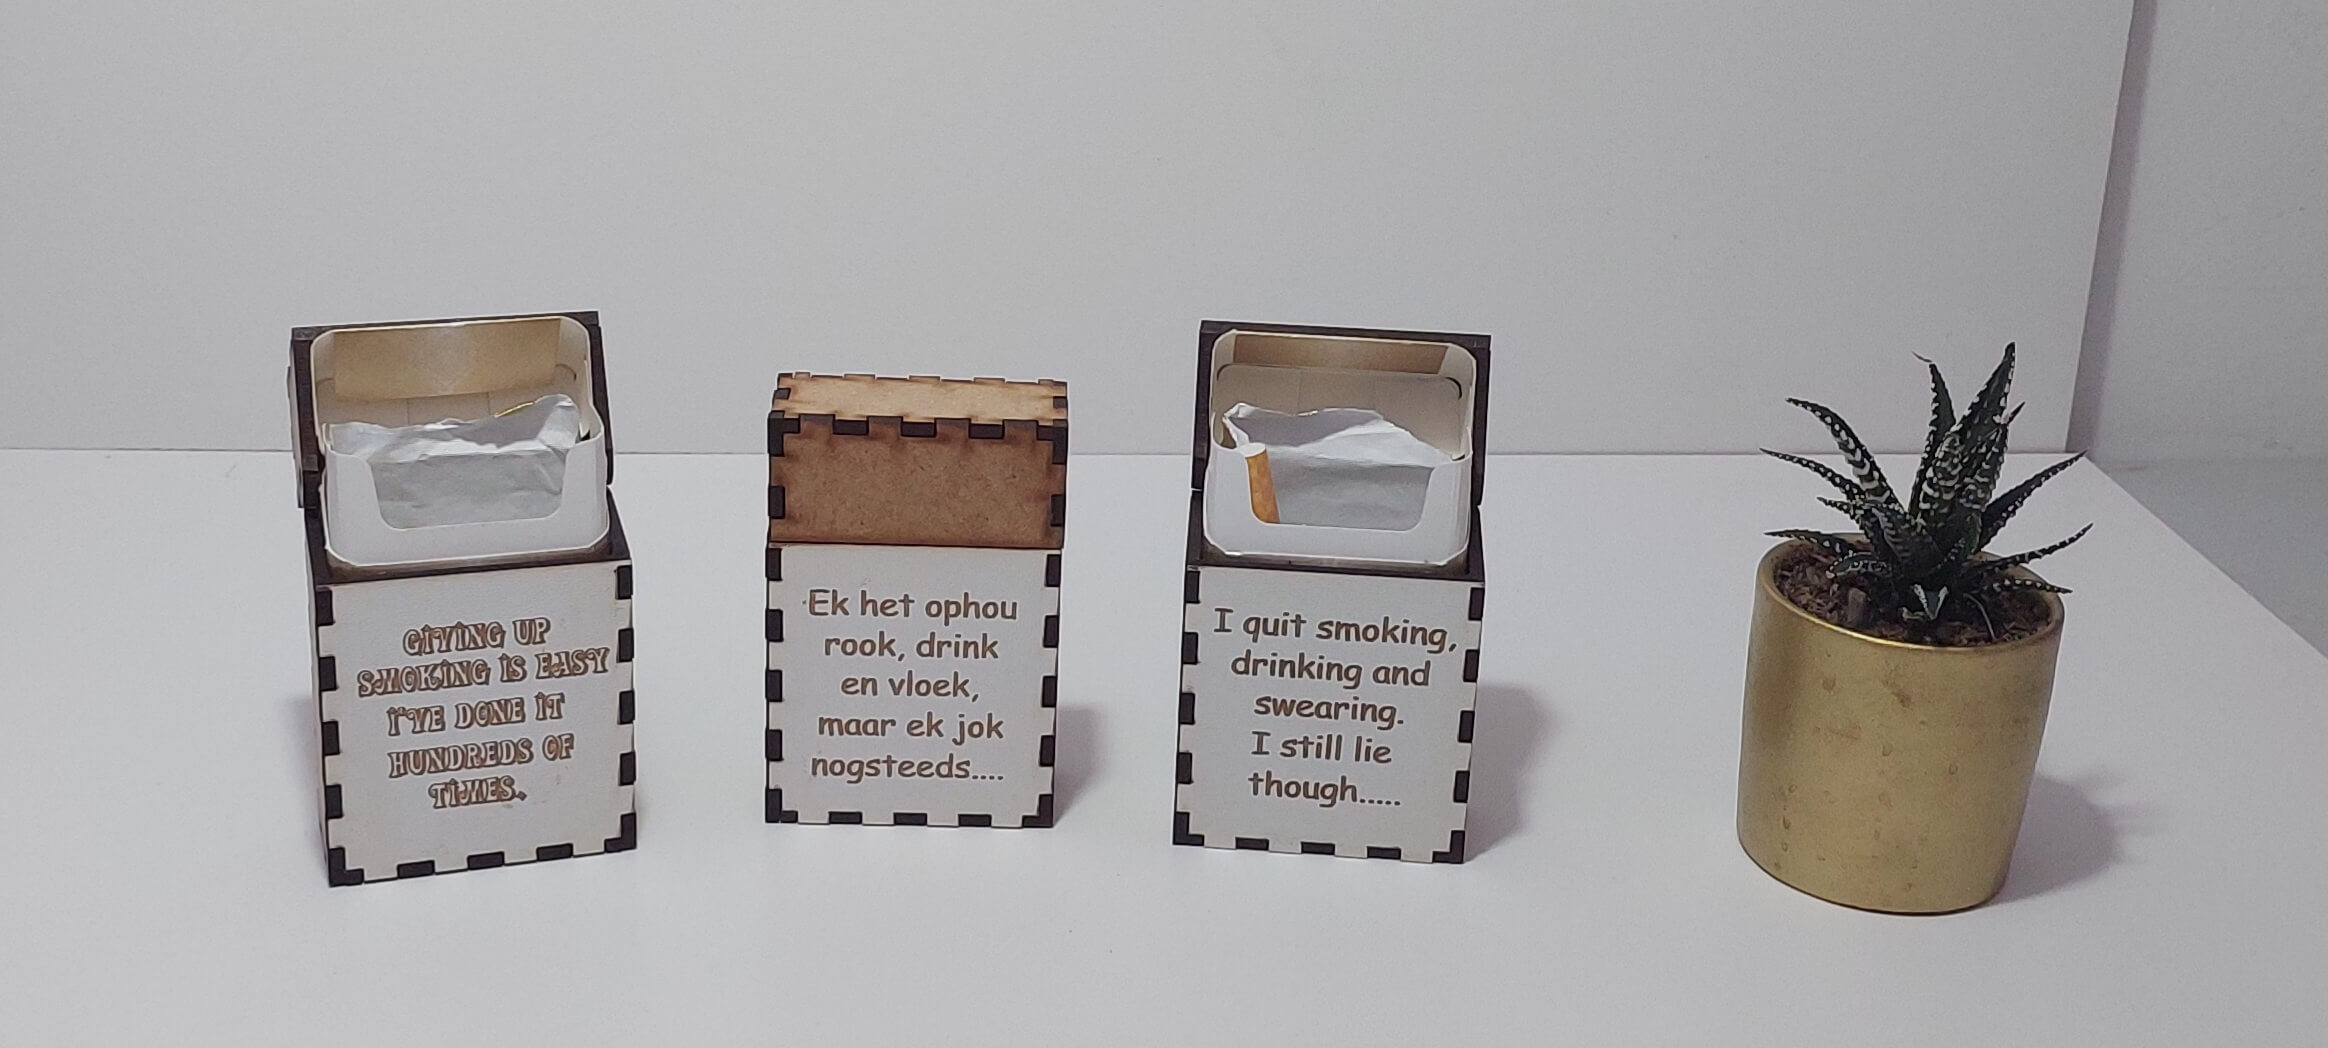 GIVING UP
SMOKING IS EASY
I'VE DONE IT
HUNDREDS OF
TIMES.
Ek het ophou
rook, drink
en vloek,
maar ek jok
nogsteeds....
I quit smoking,
drinking and
swearing.
I still lie
though.....